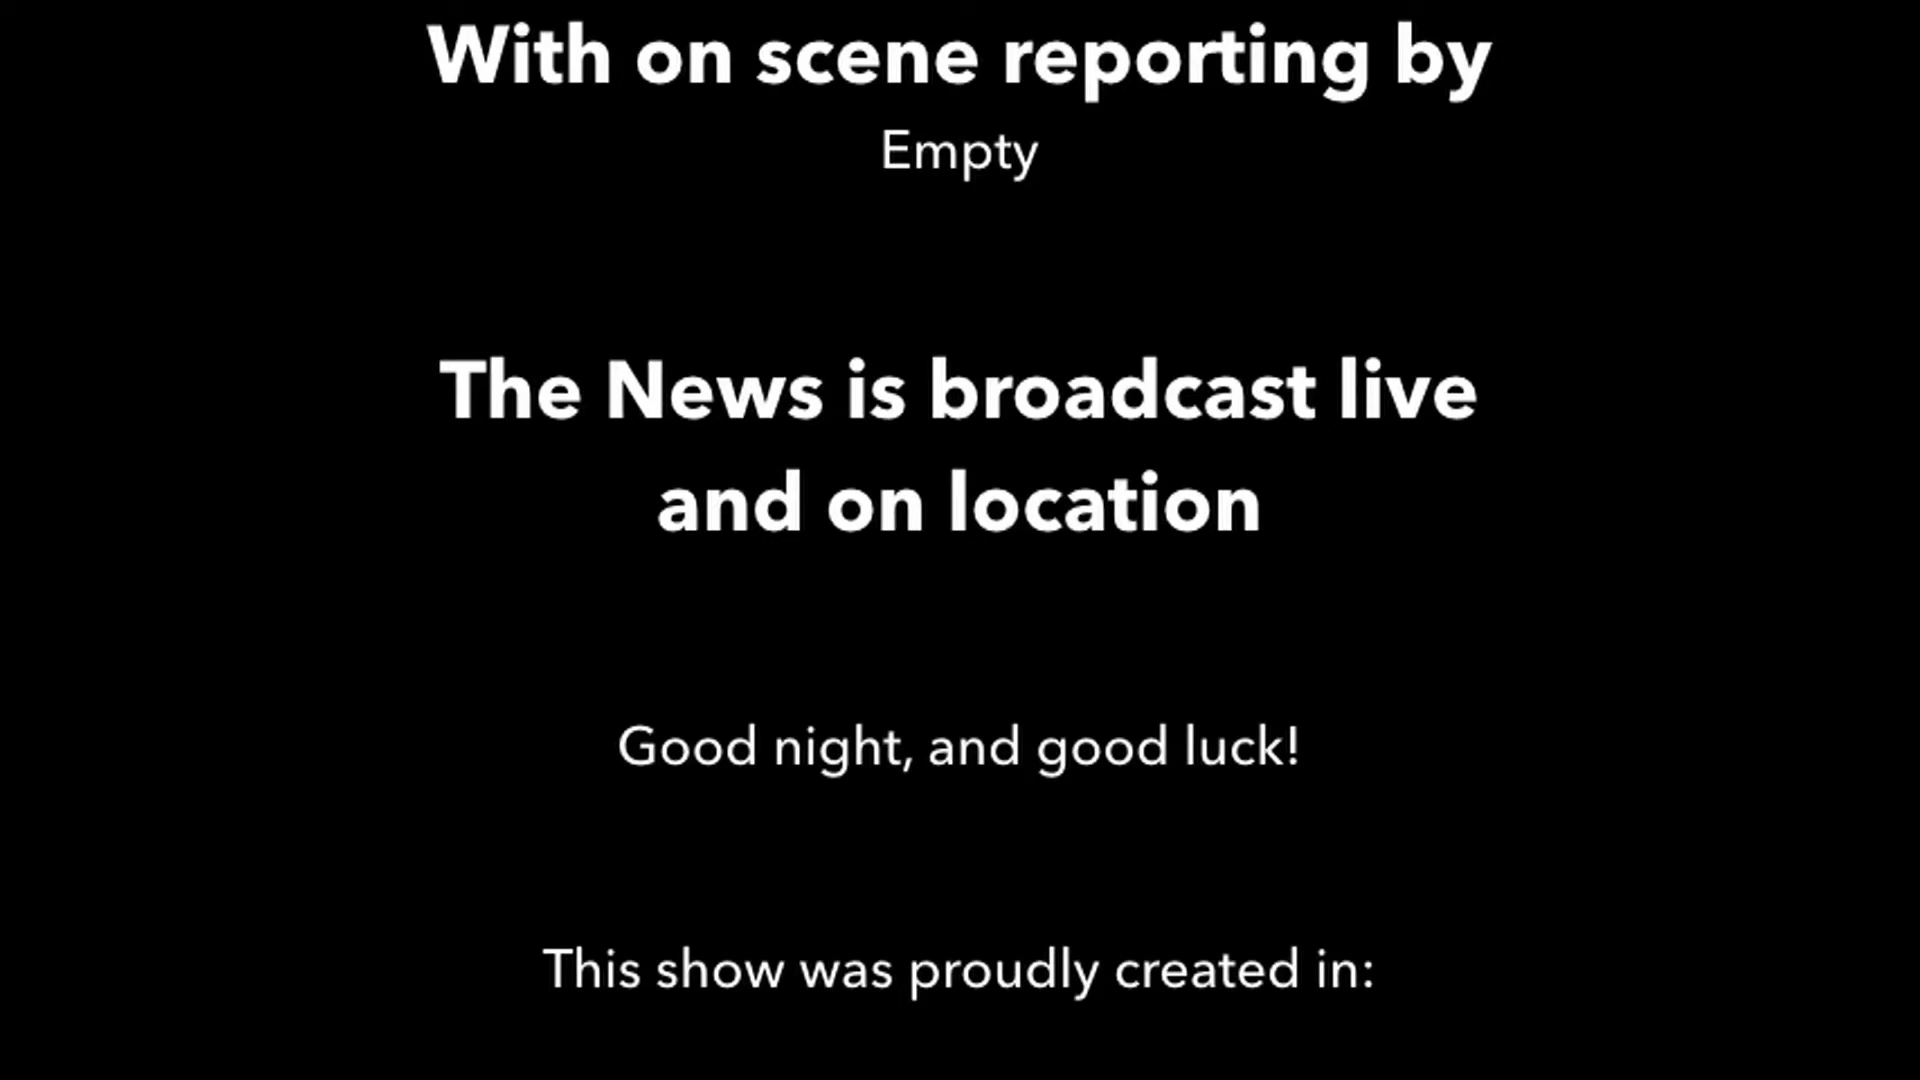 With on scene reporting by
Empty
The News is broadcast live
and on location
Good night, and good luck!
This show was proudly created in: